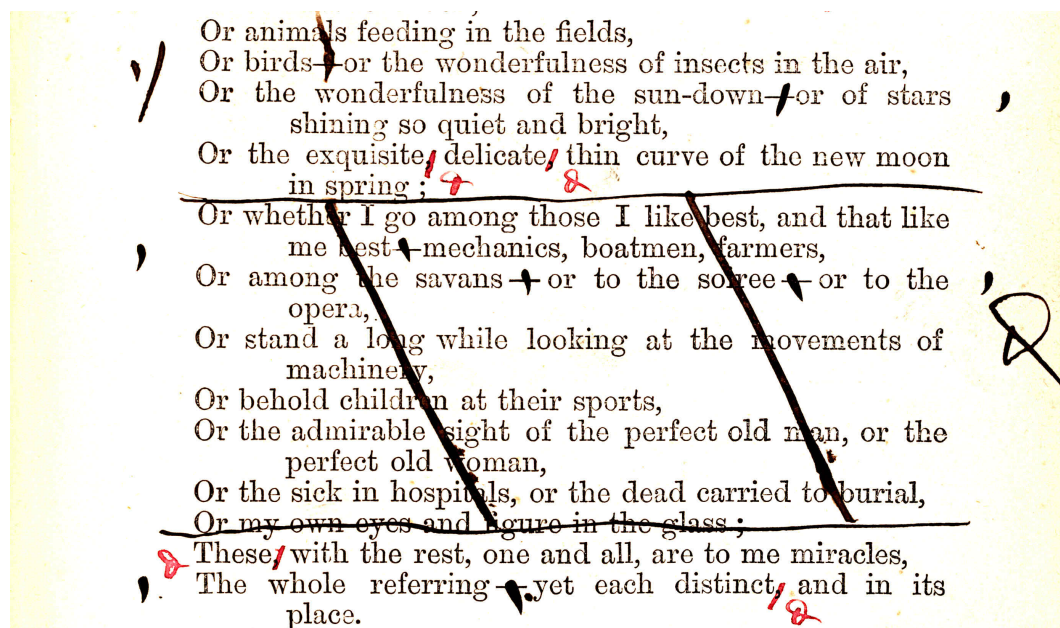 Or animals feeding in the fields,
Or birds—or the wonderfulness of insects in the air,
Or the wonderfulness of the sun-down—or of stars
shining so quiet and bright,
Or the exquisite, delicate, thin curve of the new moon
in spring;
Or whether I go among those I like best, and that like
me best—mechanics, boatmen, farmers,
Or among the savans—or to the soiree—or to the
opera,
Or stand a long while looking at the movements of
machinery,
Or behold children at their sports,
Or the admirable sight of the perfect old man, or the
perfect old woman,
Or the sick in hospitals, or the dead carried to burial,
Or my own eyes and figure in the glass;
These, with the rest, one and all, are to me miracles,
The whole referring—yet each distinct, and in its
place.